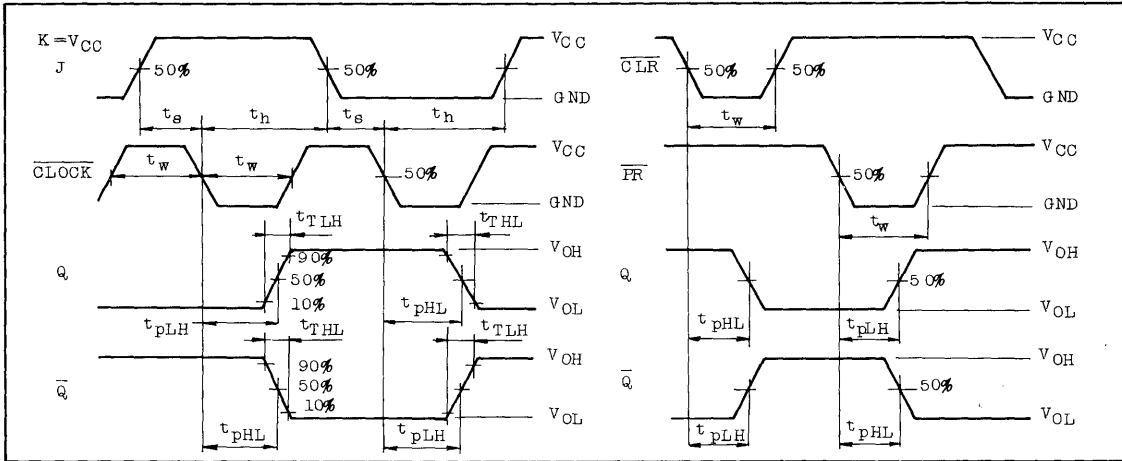 K=VCC
J
50%
50%
VCC
GND
ts
th
ts
th
CLOCK
tw
tw
50%
VCC
GND
tTLH
tTHL
Q
90%
50%
10%
VOH
VOL
tpLH
tpHL
tTHL
tTLH
Q
90%
50%
10%
VOH
VOL
tpHL
tpLH
CLR
50%
50%
VCC
GND
tw
PR
50%
VCC
GND
tw
Q
50%
VOH
VOL
tpHL
tpLH
Q
50%
VOH
VOL
tpLH
tpHL